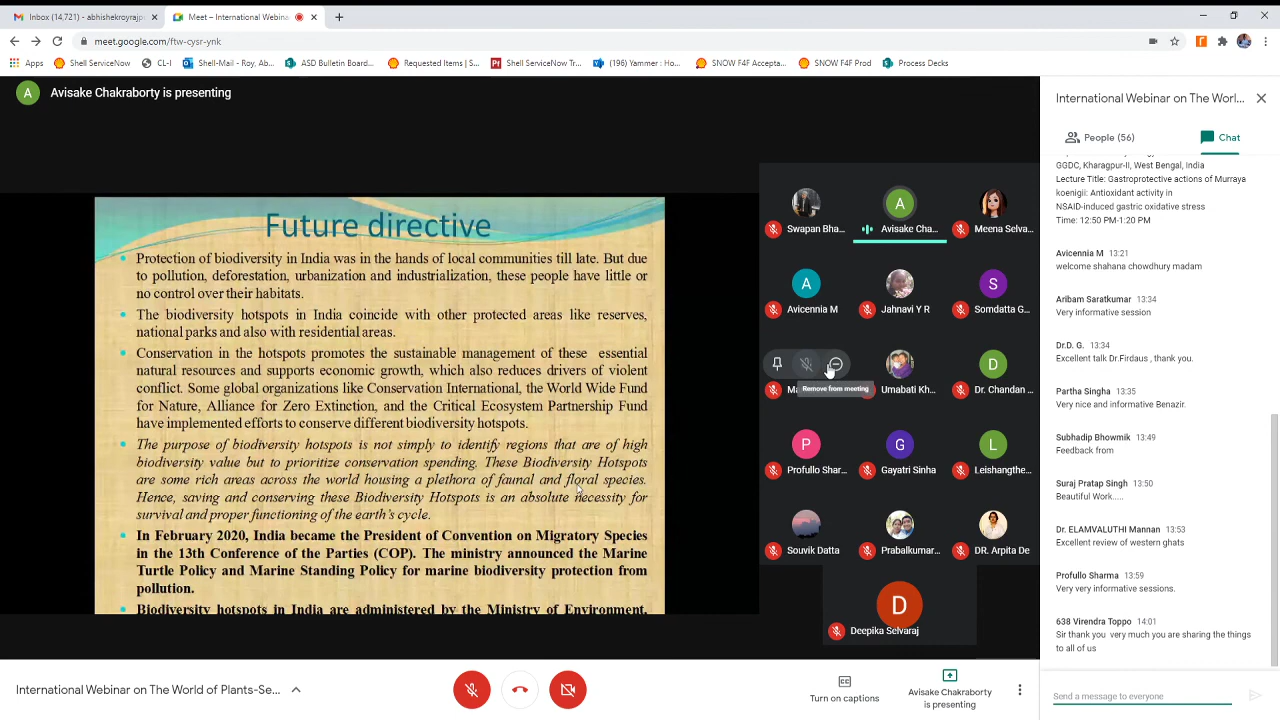 Inbox (14,721) - abhishekroyrajp
Meet – International Webina
meet.google.com/ftw-cysr-ynk
Apps
Shell ServiceNow
CL-I
Shell-Mail - Roy, Ab...
ASD Bulletin Board...
Requested Items | S...
Shell ServiceNow Tr...
(196) Yammer : Ho...
SNOW F4F Accepta...
SNOW F4F Prod
Process Decks
A
Avisake Chakraborty is presenting
Future directive
• Protection of biodiversity in India was in the hands of local communities till late. But due
to pollution, deforestation, urbanization and industrialization, these people have little or
no control over their habitats.
• The biodiversity hotspots in India coincide with other protected areas like reserves,
national parks and also with residential areas.
• Conservation in the hotspots promotes the sustainable management of these essential
natural resources and supports economic growth, which also reduces drivers of violent
conflict. Some global organizations like Conservation International, the World Wide Fund
for Nature, Alliance for Zero Extinction, and the Critical Ecosystem Partnership Fund
have implemented efforts to conserve different biodiversity hotspots.
• The purpose of biodiversity hotspots is not simply to identify regions that are of high
biodiversity value but to prioritize conservation spending. These Biodiversity Hotspots
are some rich areas across the world housing a plethora of faunal and floral species.
Hence, saving and conserving these Biodiversity Hotspots is an absolute necessity for
survival and proper functioning of the earth's cycle.
• In February 2020, India became the President of Convention on Migratory Species
in the 13th Conference of the Parties (COP). The ministry announced the Marine
Turtle Policy and Marine Standing Policy for marine biodiversity protection from
pollution.
• Biodiversity hotspots in India are administered by the Ministry of Environment,
Swapan Bha...
A
Avisake Cha...
Meena Selva...
A
Avicennia M
Jahnavi Y R
S
Somdatta G...
Remove from meeting
Ma
Umabati Kh...
D
Dr. Chandan ...
P
Profullo Shar...
G
Gayatri Sinha
L
Leishangthe...
Souvik Datta
Prabalkumar...
DR. Arpita De
D
Deepika Selvaraj
International Webinar on The Worl...
People (56)
Chat
GGDC, Kharagpur-II, West Bengal, India
Lecture Title: Gastroprotective actions of Murraya
koenigii: Antioxidant activity in
NSAID-induced gastric oxidative stress
Time: 12:50 PM-1:20 PM
Avicennia M 13:21
welcome shahana chowdhury madam
Aribam Saratkumar 13:34
Very informative session
Dr.D. G. 13:34
Excellent talk Dr.Firdaus , thank you.
Partha Singha 13:35
Very nice and informative Benazir.
Subhadip Bhowmik 13:49
Feedback from
Suraj Pratap Singh 13:50
Beautiful Work.....
Dr. ELAMVALUTHI Mannan 13:53
Excellent review of western ghats
Profullo Sharma 13:59
Very very informative sessions.
638 Virendra Toppo 14:01
Sir thank you very much you are sharing the things
to all of us
Send a message to everyone
International Webinar on The World of Plants-Se...
Turn on captions
Avisake Chakraborty
is presenting